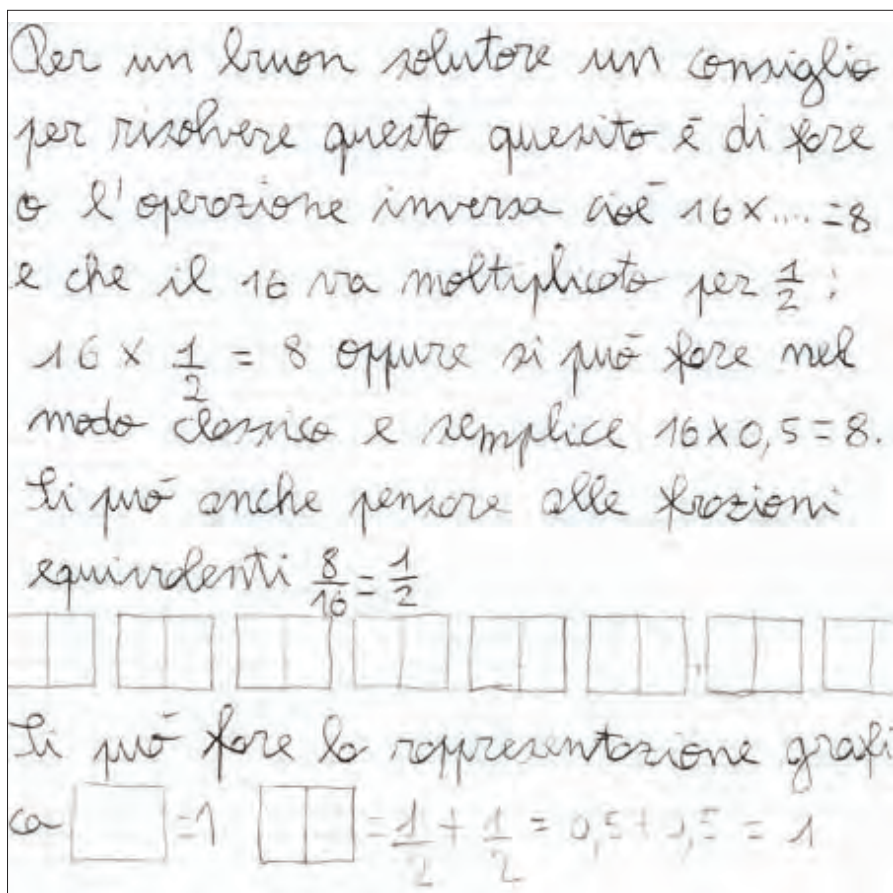 Per un buon solutore un consiglio
per risolvere questo quesito è di fare
o l'operazione inversa cioè 16 x .... = 8
e che il 16 va moltiplicato per 1/2 :
16 x 1/2 = 8 oppure si può fare nel
modo classico e semplice 16 x 0,5 = 8.
Si può anche pensare alle frazioni
equivalenti 8/16 = 1/2
Si può fare la rappresentazione grafi
ca = 1 = 1/2 + 1/2 = 0,5 + 0,5 = 1